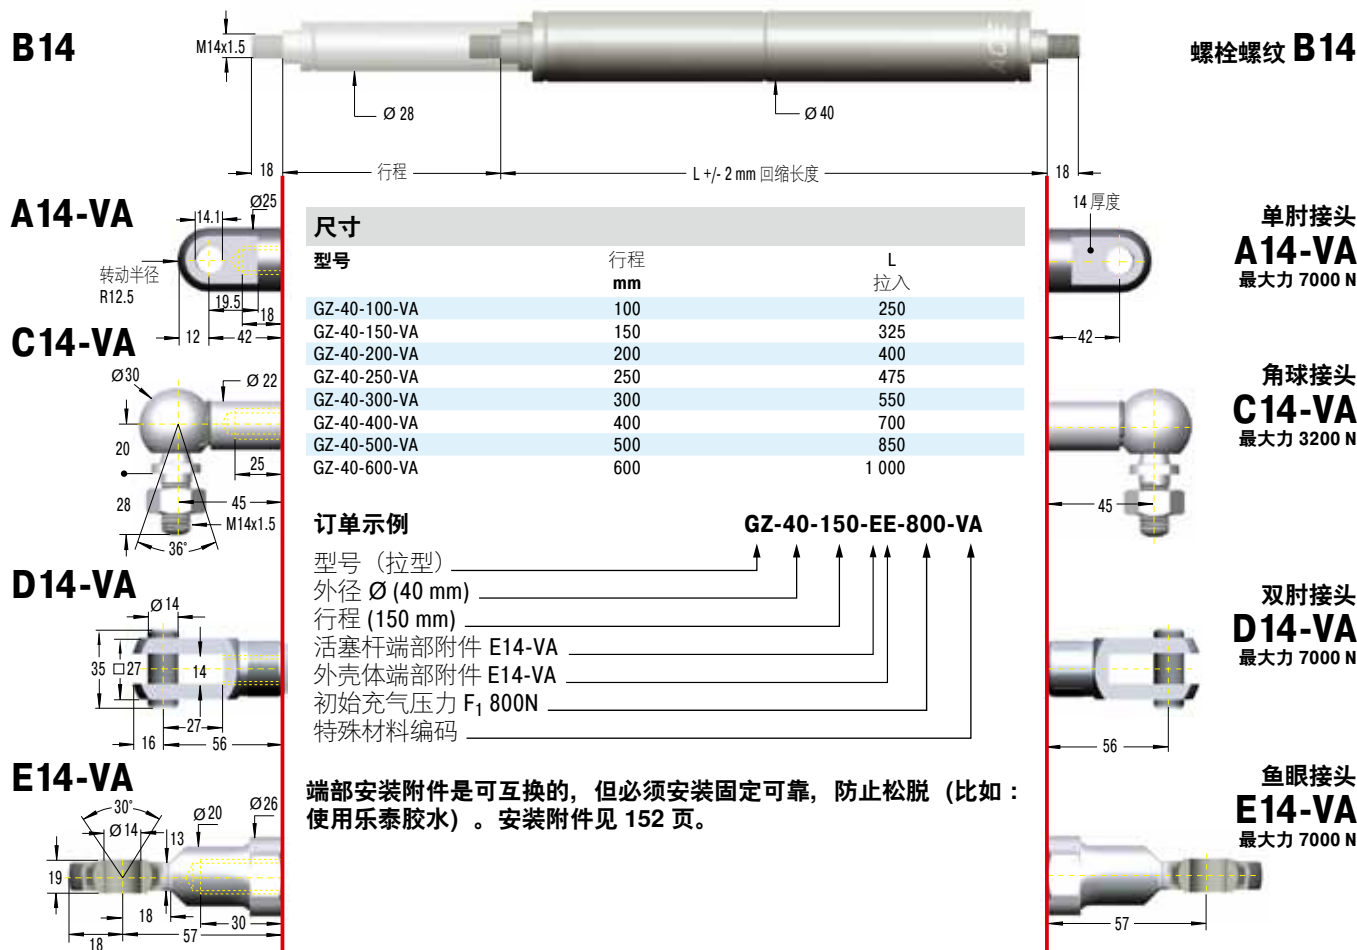 B14
M14x1.5
ACE
螺栓螺纹 B14
Ø 28
Ø 40
18
行程
L +/- 2 mm 回缩长度
18
A14-VA
14.1
Ø25
转动半径
R12.5
19.5
18
12
42
14 厚度
42
单肘接头
A14-VA
最大力 7000 N
尺寸
型号 行程 L
mm 拉入
GZ-40-100-VA 100 250
GZ-40-150-VA 150 325
GZ-40-200-VA 200 400
GZ-40-250-VA 250 475
GZ-40-300-VA 300 550
GZ-40-400-VA 400 700
GZ-40-500-VA 500 850
GZ-40-600-VA 600 1 000
C14-VA
Ø30
Ø 22
20
25
28
45
M14x1.5
36°
45
角球接头
C14-VA
最大力 3200 N
订单示例 GZ-40-150-EE-800-VA
型号（拉型）
外径 Ø (40 mm)
行程 (150 mm)
活塞杆端部附件 E14-VA
外壳体端部附件 E14-VA
初始充气压力 F1 800N
特殊材料编码
D14-VA
Ø 14
35
□27
14
27
16
56
56
双肘接头
D14-VA
最大力 7000 N
端部安装附件是可互换的，但必须安装固定可靠，防止松脱（比如：
使用乐泰胶水）。安装附件见 152 页。
E14-VA
30°
Ø 14
13
Ø20
Ø26
19
18
30
18
57
57
鱼眼接头
E14-VA
最大力 7000 N